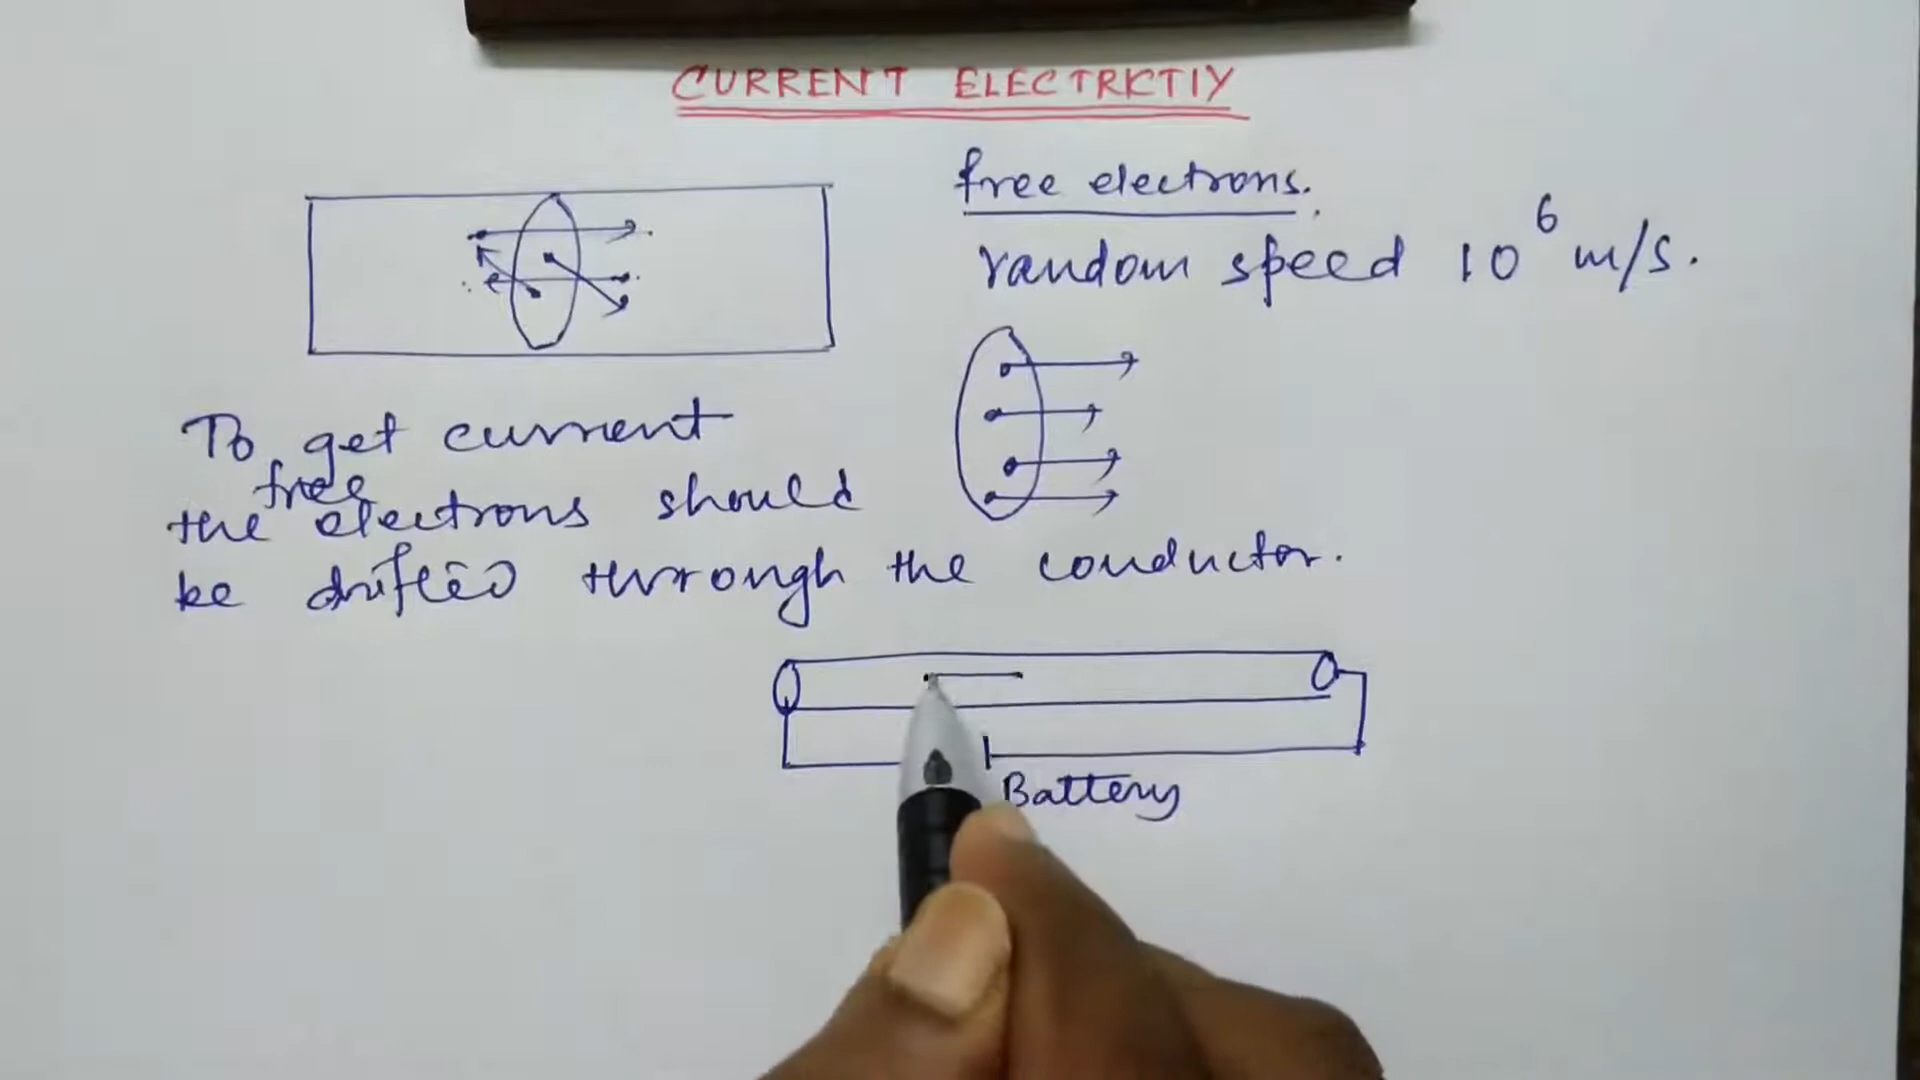 CURRENT ELECTRCTIY
free electrons.
random speed 10⁶ m/s.
To get current
free
the electrons should
be drifted through the conductor.
Battery